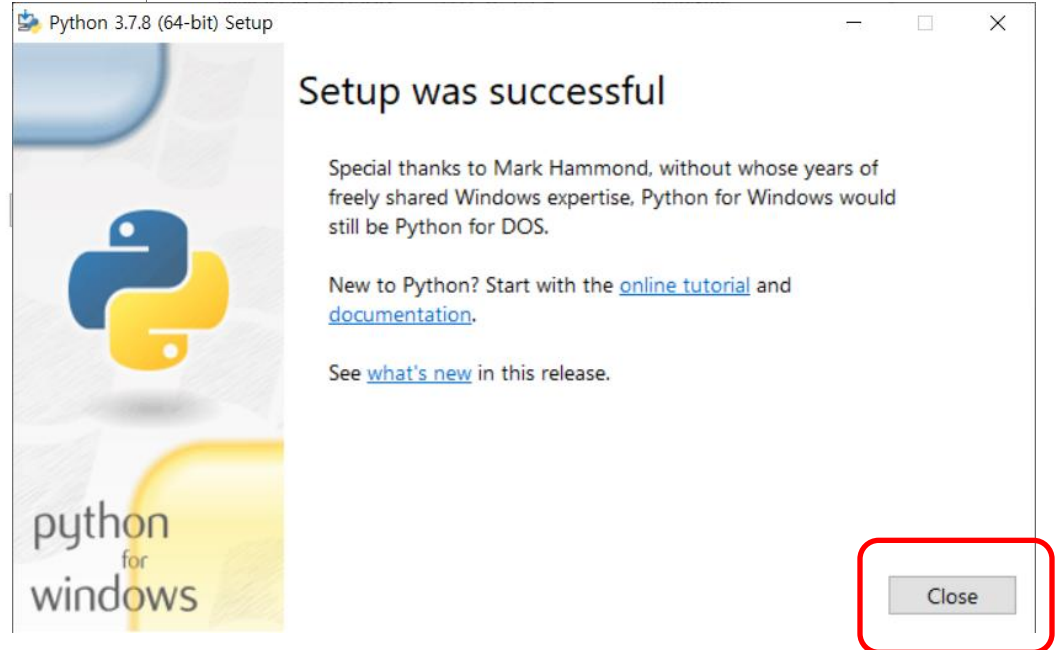 Python 3.7.8 (64-bit) Setup
Setup was successful
Special thanks to Mark Hammond, without whose years of
freely shared Windows expertise, Python for Windows would
still be Python for DOS.
New to Python? Start with the online tutorial and
documentation.
See what's new in this release.
python
for
windows
Close